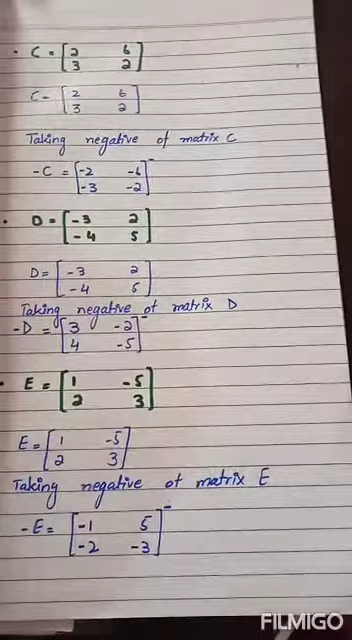 • C = [2 6
3 2]
C = [2 6
3 2]
Taking negative of matrix C
-C = [-2 -6
-3 -2]⁻
• D = [-3 2
-4 5]
D = [-3 2
-4 5]
Taking negative of matrix D
-D = [3 -2
4 -5]⁻
• E = [1 -5
2 3]
E = [1 -5
2 3]
Taking negative of matrix E
-E = [-1 5
-2 -3]⁻
FILMIGO